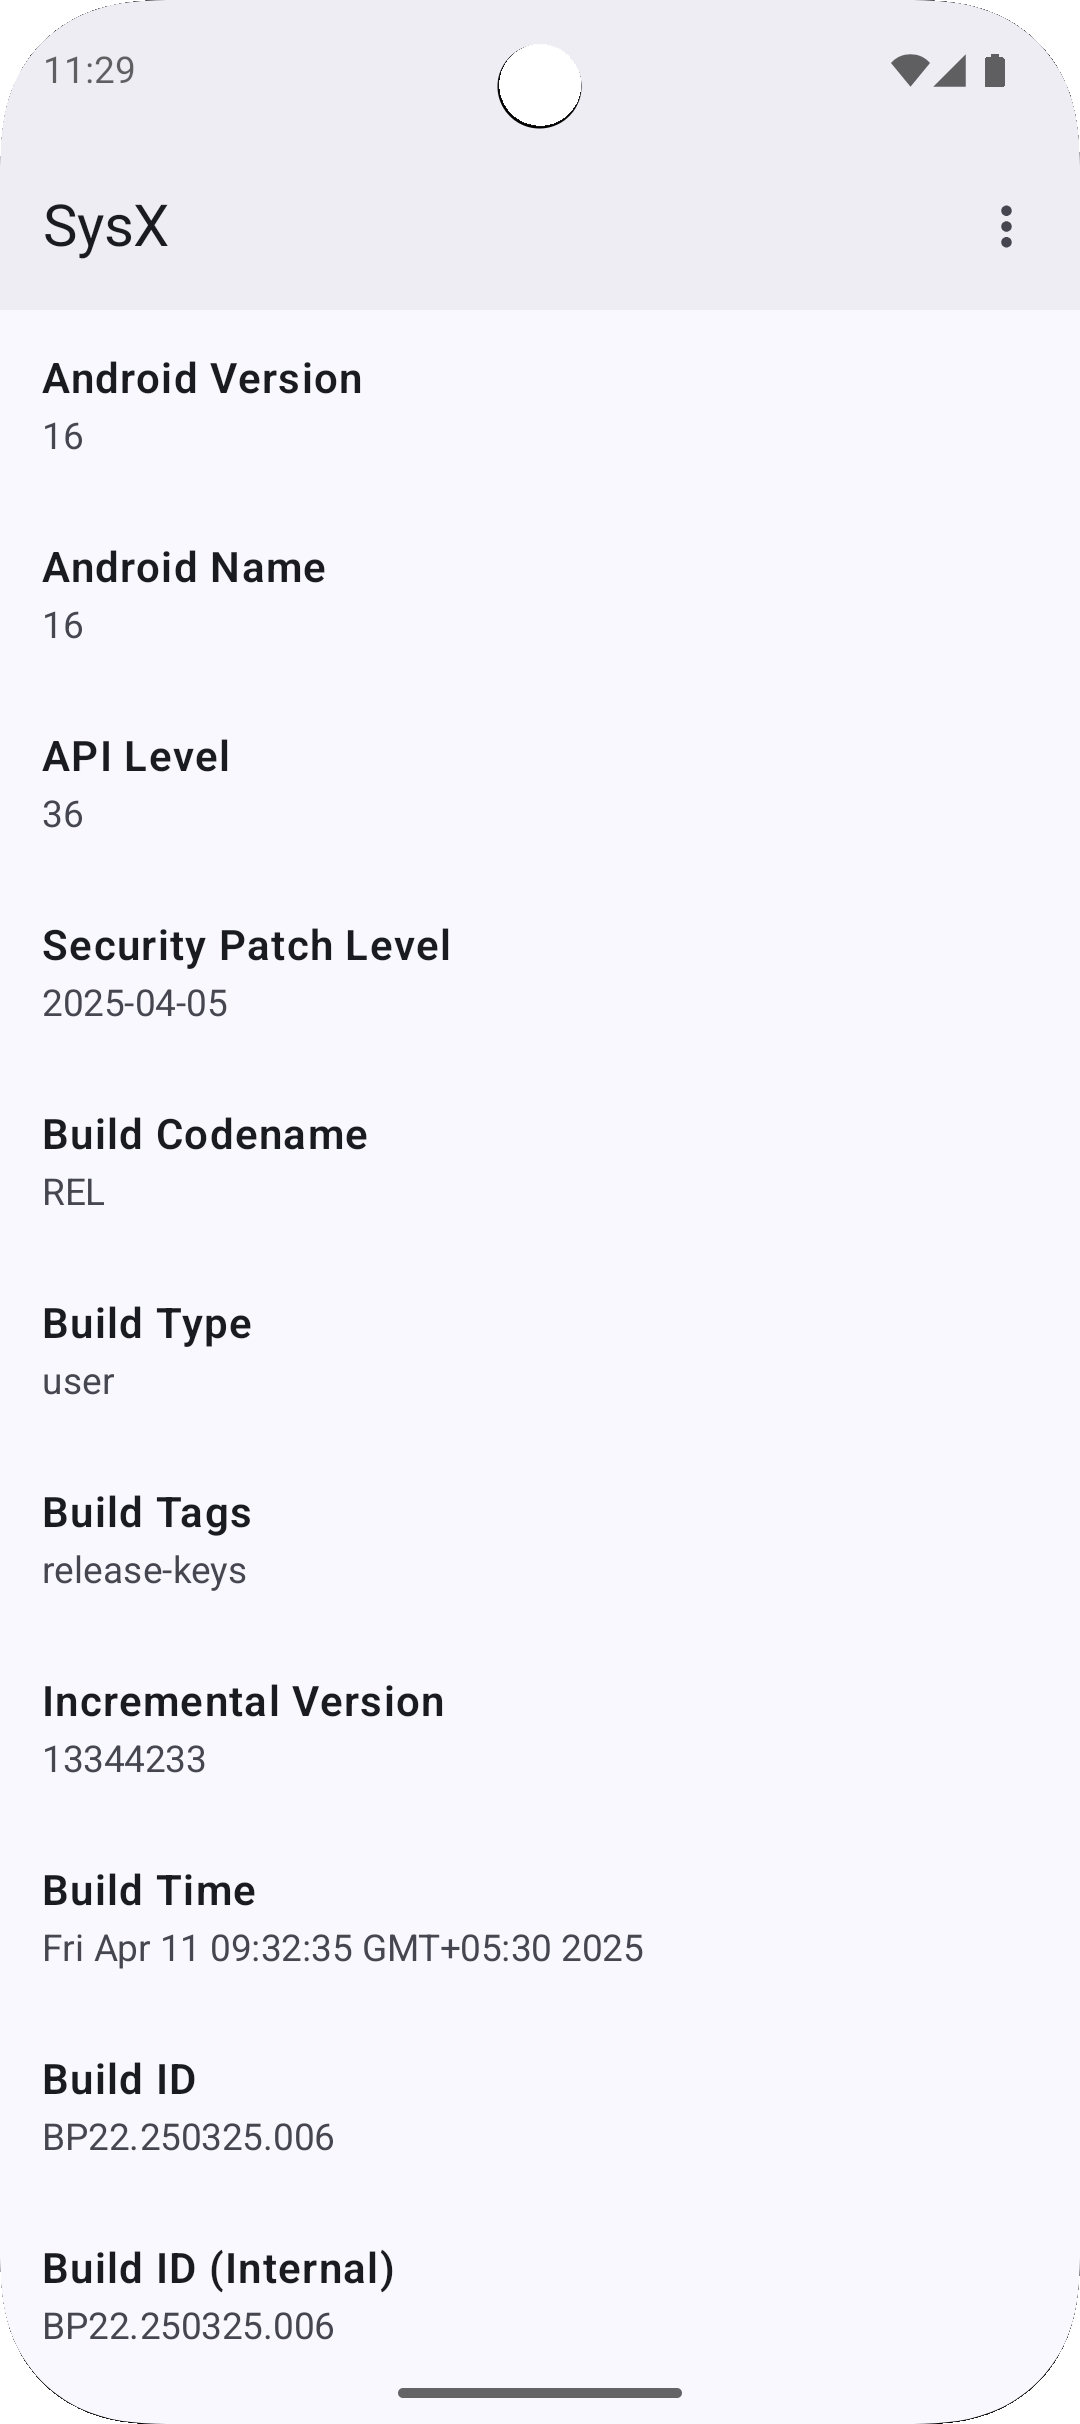 11:29
SysX
Android Version
16
Android Name
16
API Level
36
Security Patch Level
2025-04-05
Build Codename
REL
Build Type
user
Build Tags
release-keys
Incremental Version
13344233
Build Time
Fri Apr 11 09:32:35 GMT+05:30 2025
Build ID
BP22.250325.006
Build ID (Internal)
BP22.250325.006